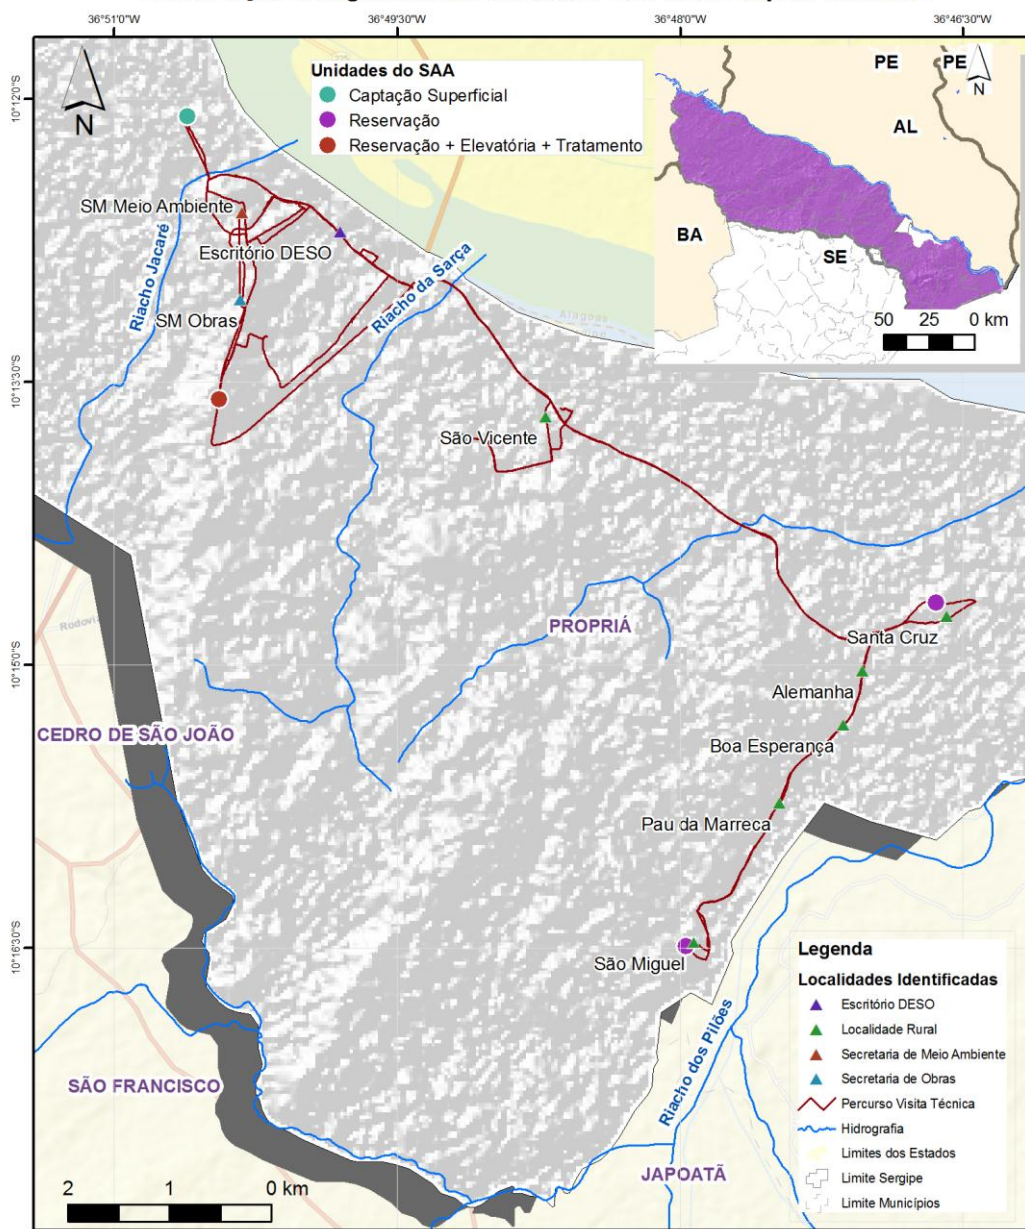 36°51'0"W 36°49'30"W 36°48'0"W 36°46'30"W
10°12'0"S
10°13'30"S
10°15'0"S
10°16'30"S
N
Unidades do SAA
Captação Superficial
Reservação
Reservação + Elevatória + Tratamento
PE PE
N
AL
BA
SE
50 25 0 km
SM Meio Ambiente
Escritório DESO
Riacho Jacaré
Riacho da Sarça
SM Obras
Alagoas
São Vicente
PROPRIÁ
Rodovia
Santa Cruz
Alemanha
CEDRO DE SÃO JOÃO
Boa Esperança
Pau da Marreca
São Miguel
Riacho dos Pilões
SÃO FRANCISCO
JAPOATÃ
2 1 0 km
Legenda
Localidades Identificadas
Escritório DESO
Localidade Rural
Secretaria de Meio Ambiente
Secretaria de Obras
Percurso Visita Técnica
Hidrografia
Limites dos Estados
Limite Sergipe
Limite Municípios